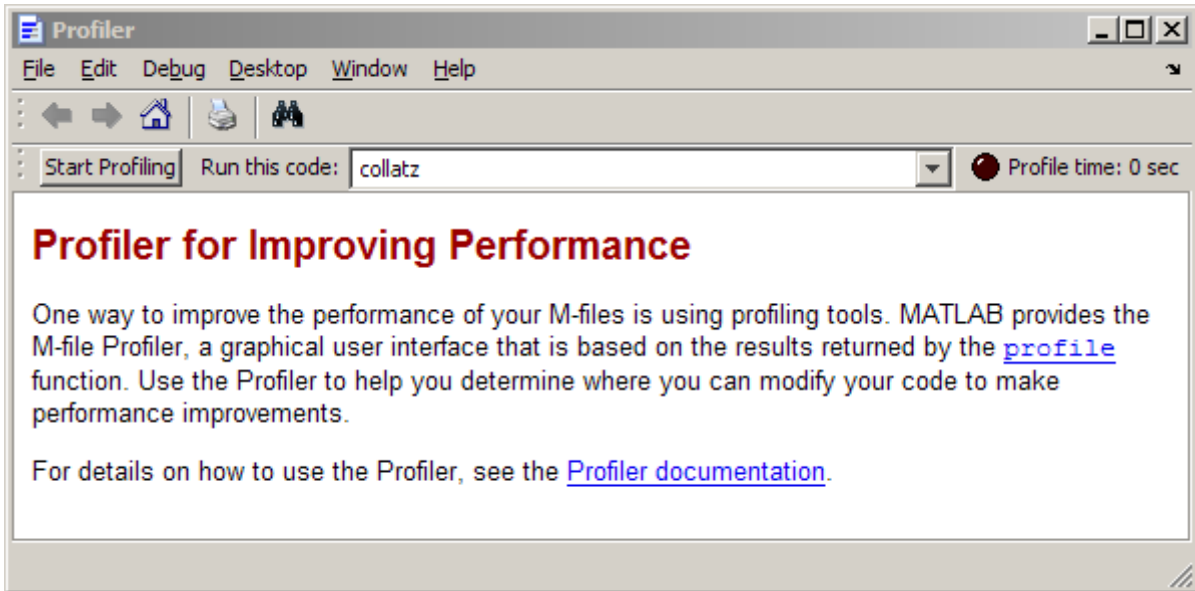 Profiler
File Edit Debug Desktop Window Help
Start Profiling Run this code: collatz Profile time: 0 sec
Profiler for Improving Performance
One way to improve the performance of your M-files is using profiling tools. MATLAB provides the
M-file Profiler, a graphical user interface that is based on the results returned by the profile
function. Use the Profiler to help you determine where you can modify your code to make
performance improvements.
For details on how to use the Profiler, see the Profiler documentation.